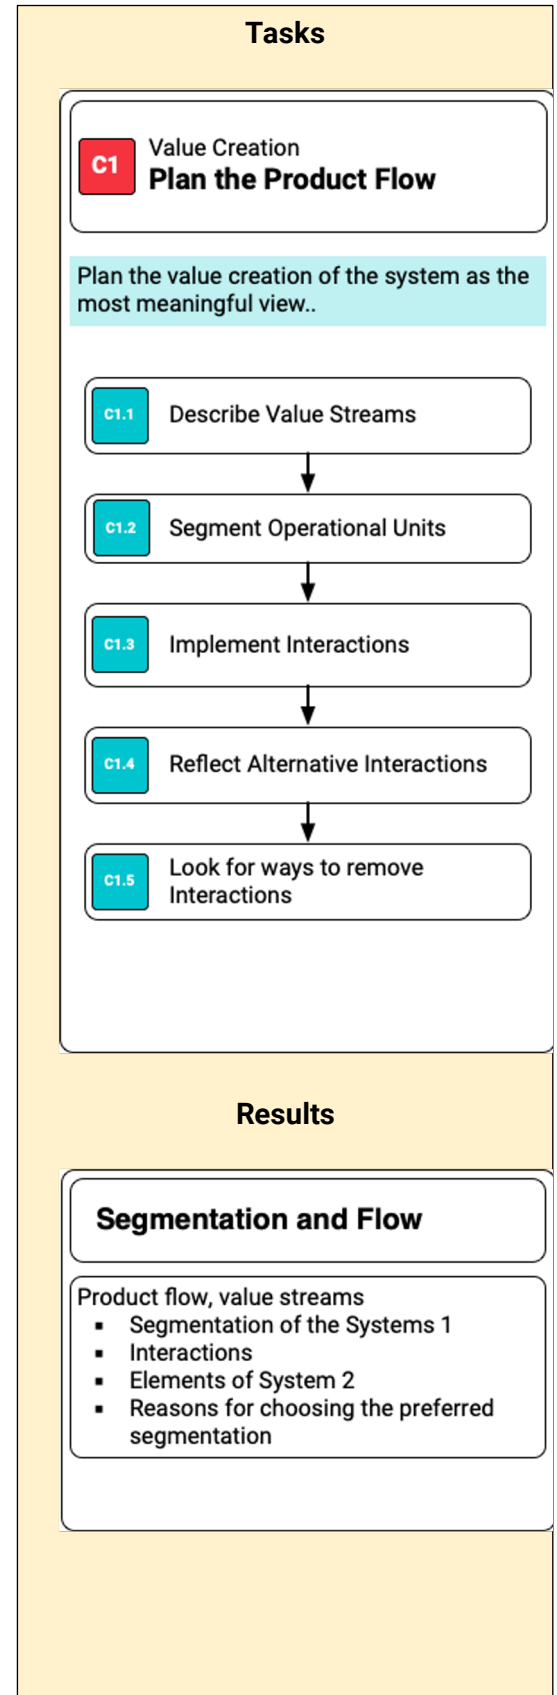 Tasks
C1
Value Creation
Plan the Product Flow
Plan the value creation of the system as the
most meaningful view..
C1.1
Describe Value Streams
C1.2
Segment Operational Units
C1.3
Implement Interactions
C1.4
Reflect Alternative Interactions
C1.5
Look for ways to remove
Interactions
Results
Segmentation and Flow
Product flow, value streams
▪ Segmentation of the Systems 1
▪ Interactions
▪ Elements of System 2
▪ Reasons for choosing the preferred
segmentation